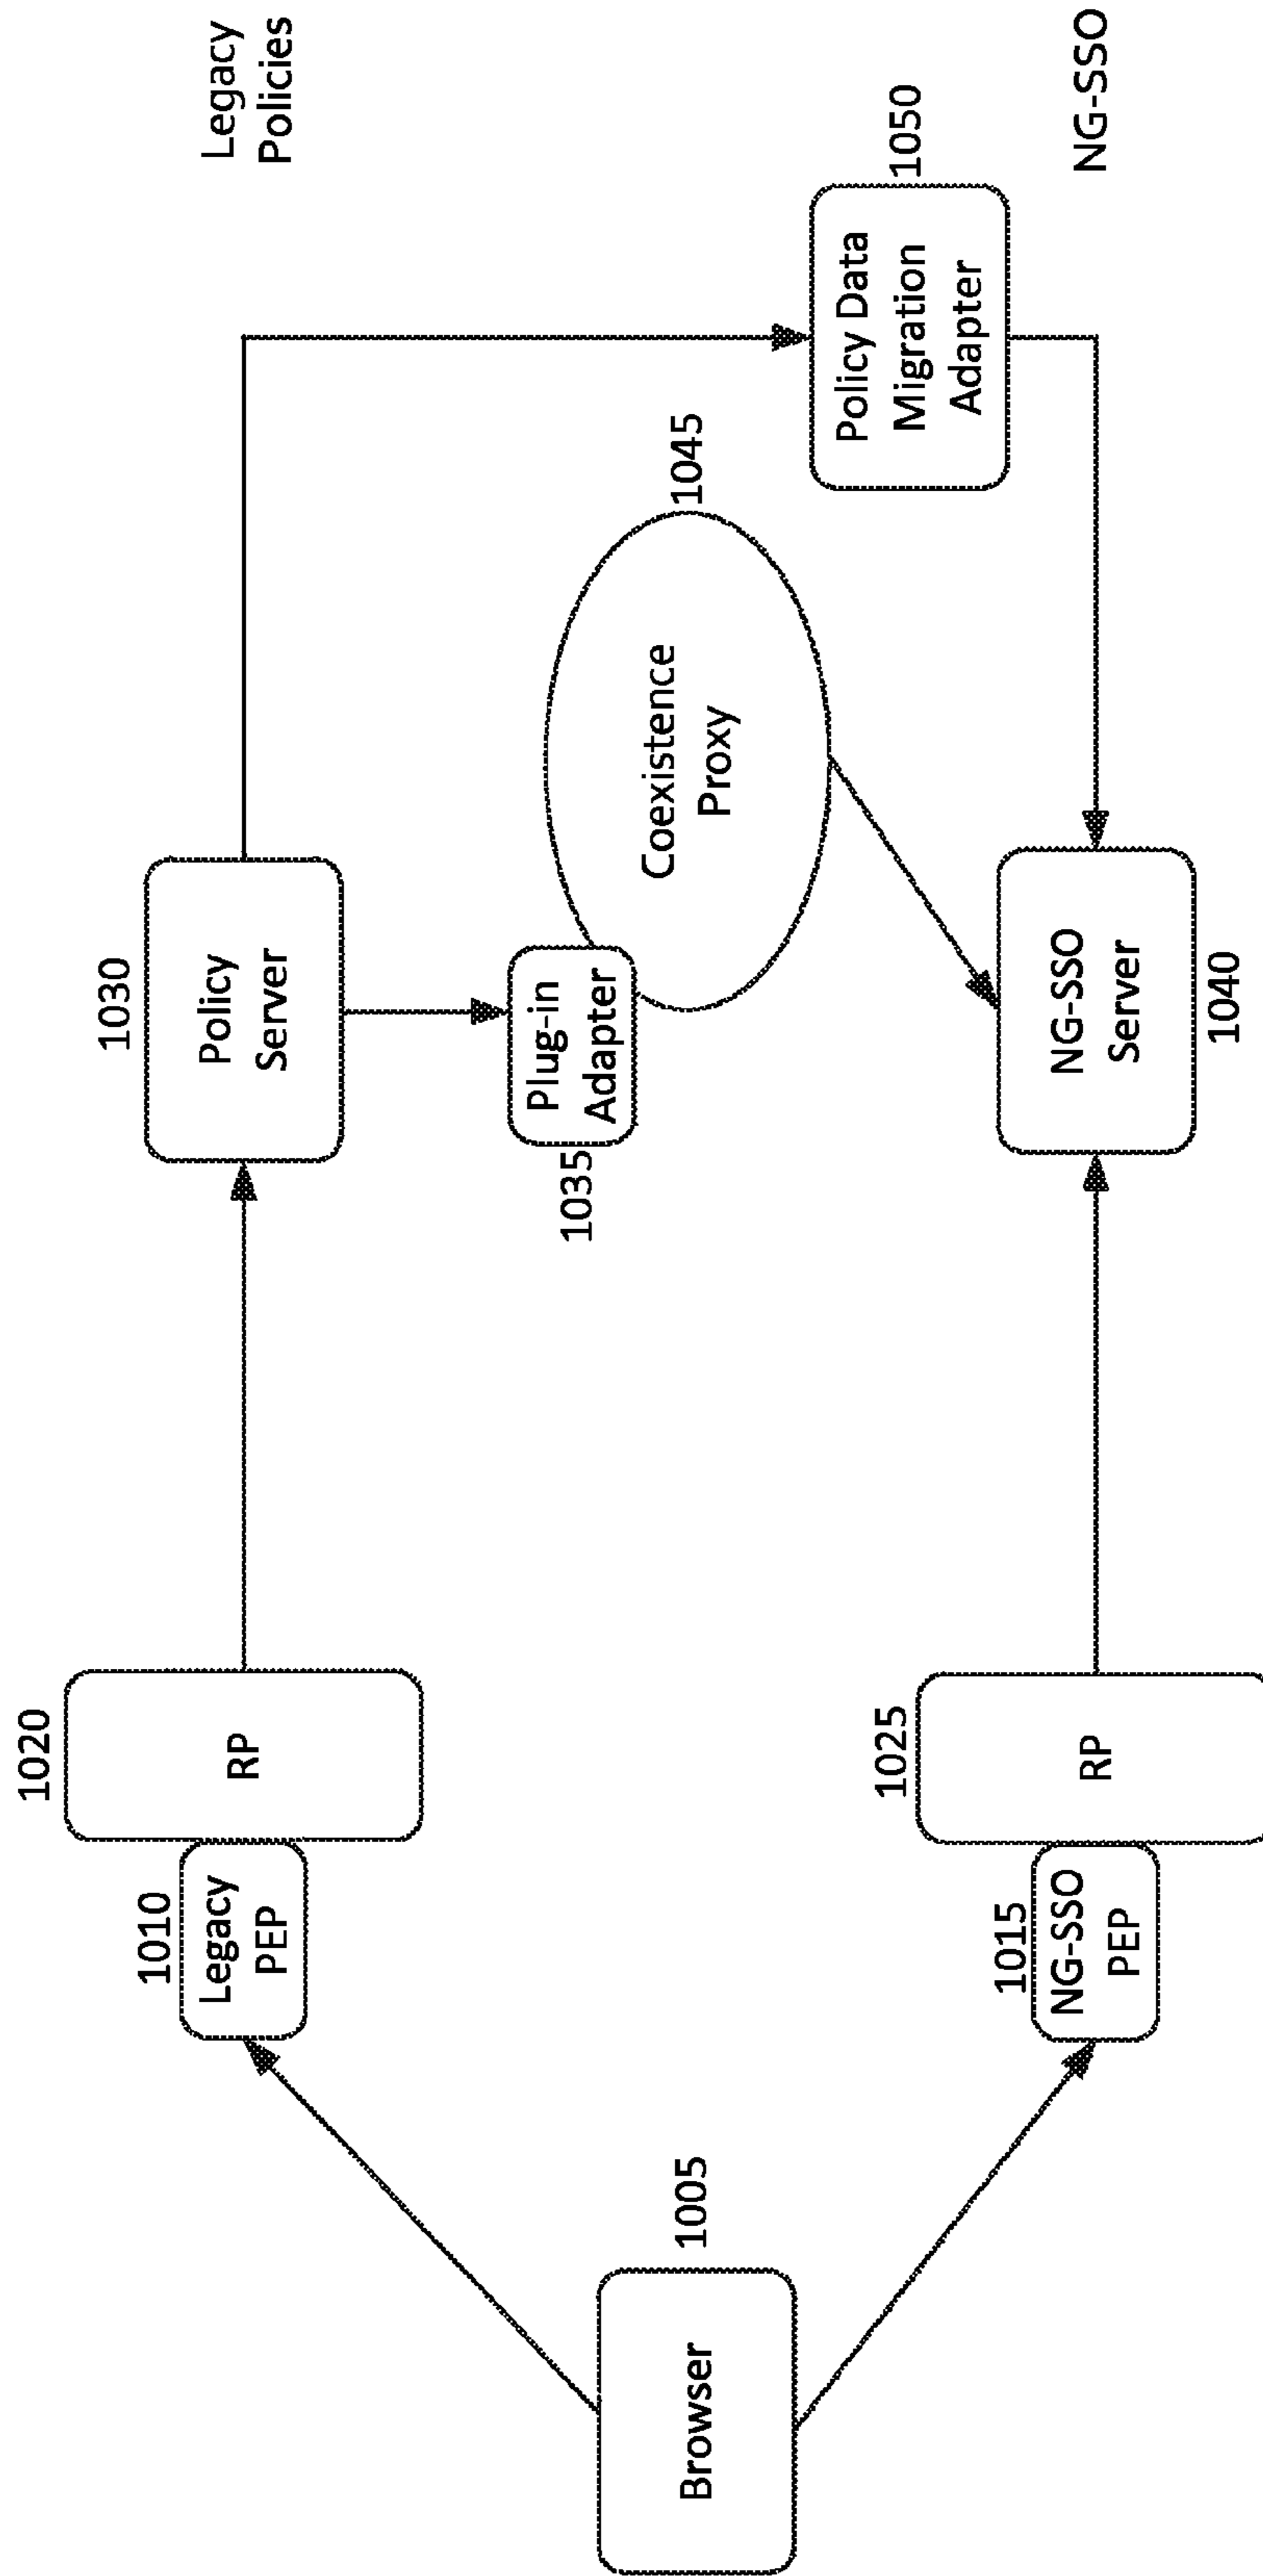 1020
1030
1010
Legacy
PEP
RP
Policy
Server
Legacy
Policies
1035
Plug-in
Adapter
1005
Browser
Coexistence
Proxy
1045
1015
1025
NG-SSO
PEP
RP
NG-SSO
Server
1040
Policy Data
Migration
Adapter
1050
NG-SSO